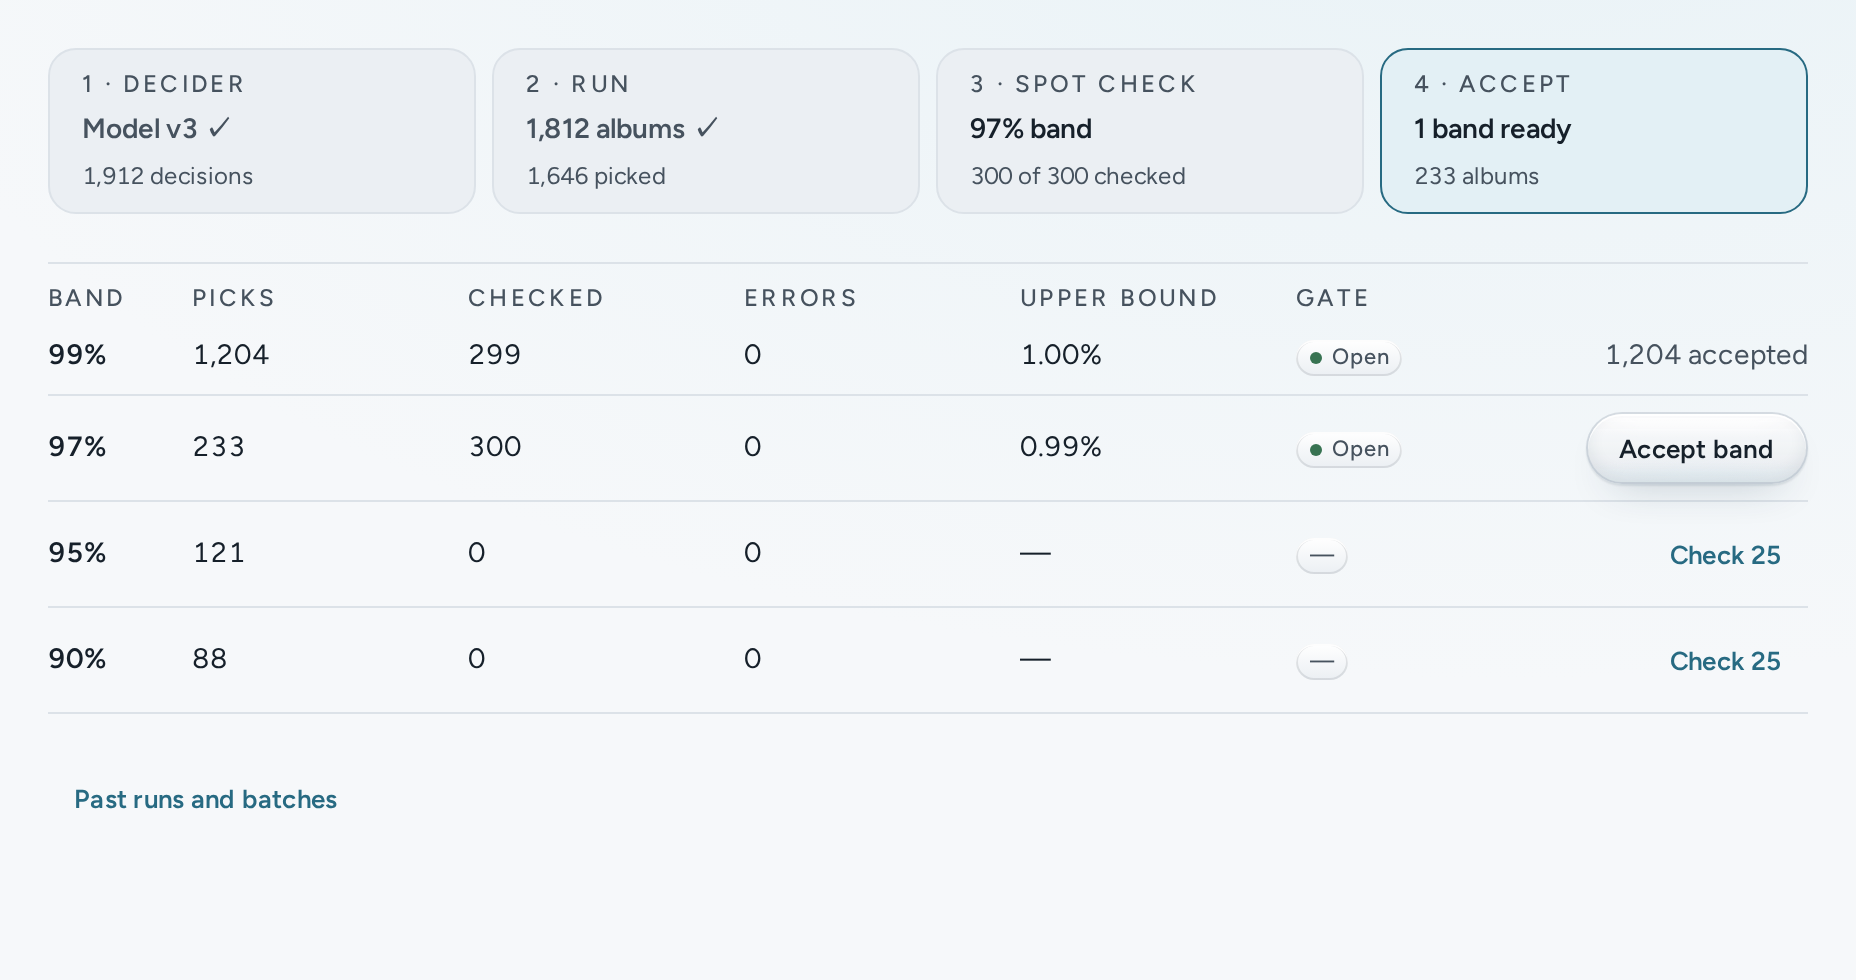 1 · DECIDER
Model v3 ✓
1,912 decisions
2 · RUN
1,812 albums ✓
1,646 picked
3 · SPOT CHECK
97% band
300 of 300 checked
4 · ACCEPT
1 band ready
233 albums
BAND PICKS CHECKED ERRORS UPPER BOUND GATE
99% 1,204 299 0 1.00% Open 1,204 accepted
97% 233 300 0 0.99% Open Accept band
95% 121 0 0 — — Check 25
90% 88 0 0 — — Check 25
Past runs and batches